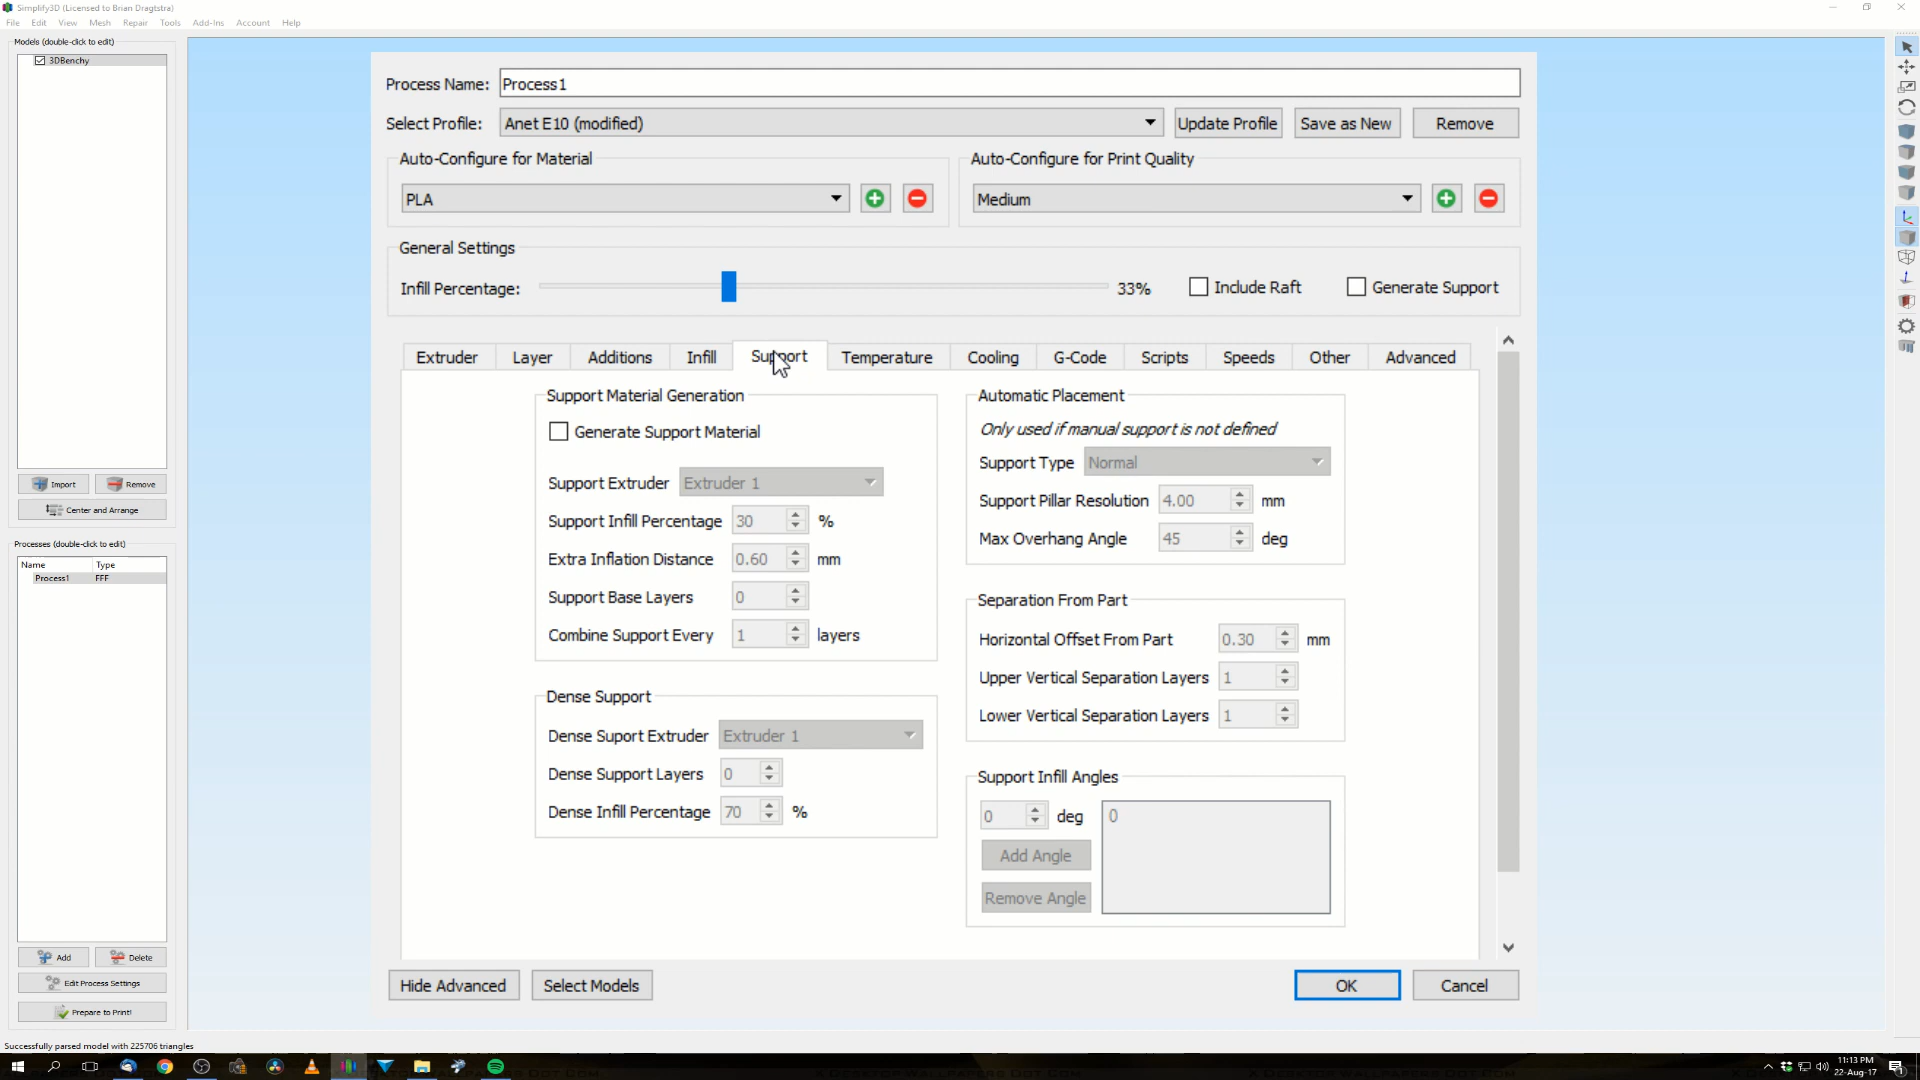 Simplify3D (Licensed to Brian Dragtstra)
File Edit View Mesh Repair Tools Add-Ins Account Help
Models (double-click to edit)
3DBenchy
Import Remove
Center and Arrange
Processes (double-click to edit)
Name Type
Process1 FFF
Add Delete
Edit Process Settings
Prepare to Print!
Successfully parsed model with 225706 triangles
Process Name: Process1
Select Profile: Anet E10 (modified) Update Profile Save as New Remove
Auto-Configure for Material
PLA
Auto-Configure for Print Quality
Medium
General Settings
Infill Percentage: 33% Include Raft Generate Support
Extruder Layer Additions Infill Support Temperature Cooling G-Code Scripts Speeds Other Advanced
Support Material Generation
Generate Support Material
Support Extruder Extruder 1
Support Infill Percentage 30 %
Extra Inflation Distance 0.60 mm
Support Base Layers 0
Combine Support Every 1 layers
Dense Support
Dense Suport Extruder Extruder 1
Dense Support Layers 0
Dense Infill Percentage 70 %
Automatic Placement
Only used if manual support is not defined
Support Type Normal
Support Pillar Resolution 4.00 mm
Max Overhang Angle 45 deg
Separation From Part
Horizontal Offset From Part 0.30 mm
Upper Vertical Separation Layers 1
Lower Vertical Separation Layers 1
Support Infill Angles
0 deg 0
Add Angle
Remove Angle
Hide Advanced Select Models OK Cancel
11:13 PM
22-Aug-17